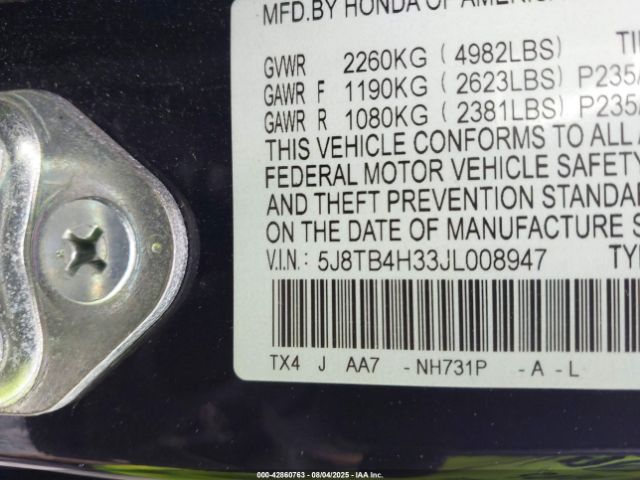 MFD.BY HONDA OF AMERICA
GVWR 2260KG ( 4982LBS)
GAWR F 1190KG ( 2623LBS) P235
GAWR R 1080KG ( 2381LBS) P235
THIS VEHICLE CONFORMS TO ALL
FEDERAL MOTOR VEHICLE SAFETY
AND THEFT PREVENTION STANDA
ON THE DATE OF MANUFACTURE S
V.I.N.: 5J8TB4H33JL008947 TYP
TX4 J AA7 - NH731P - A - L
000-42860763 - 08/04/2025 - IAA Inc.